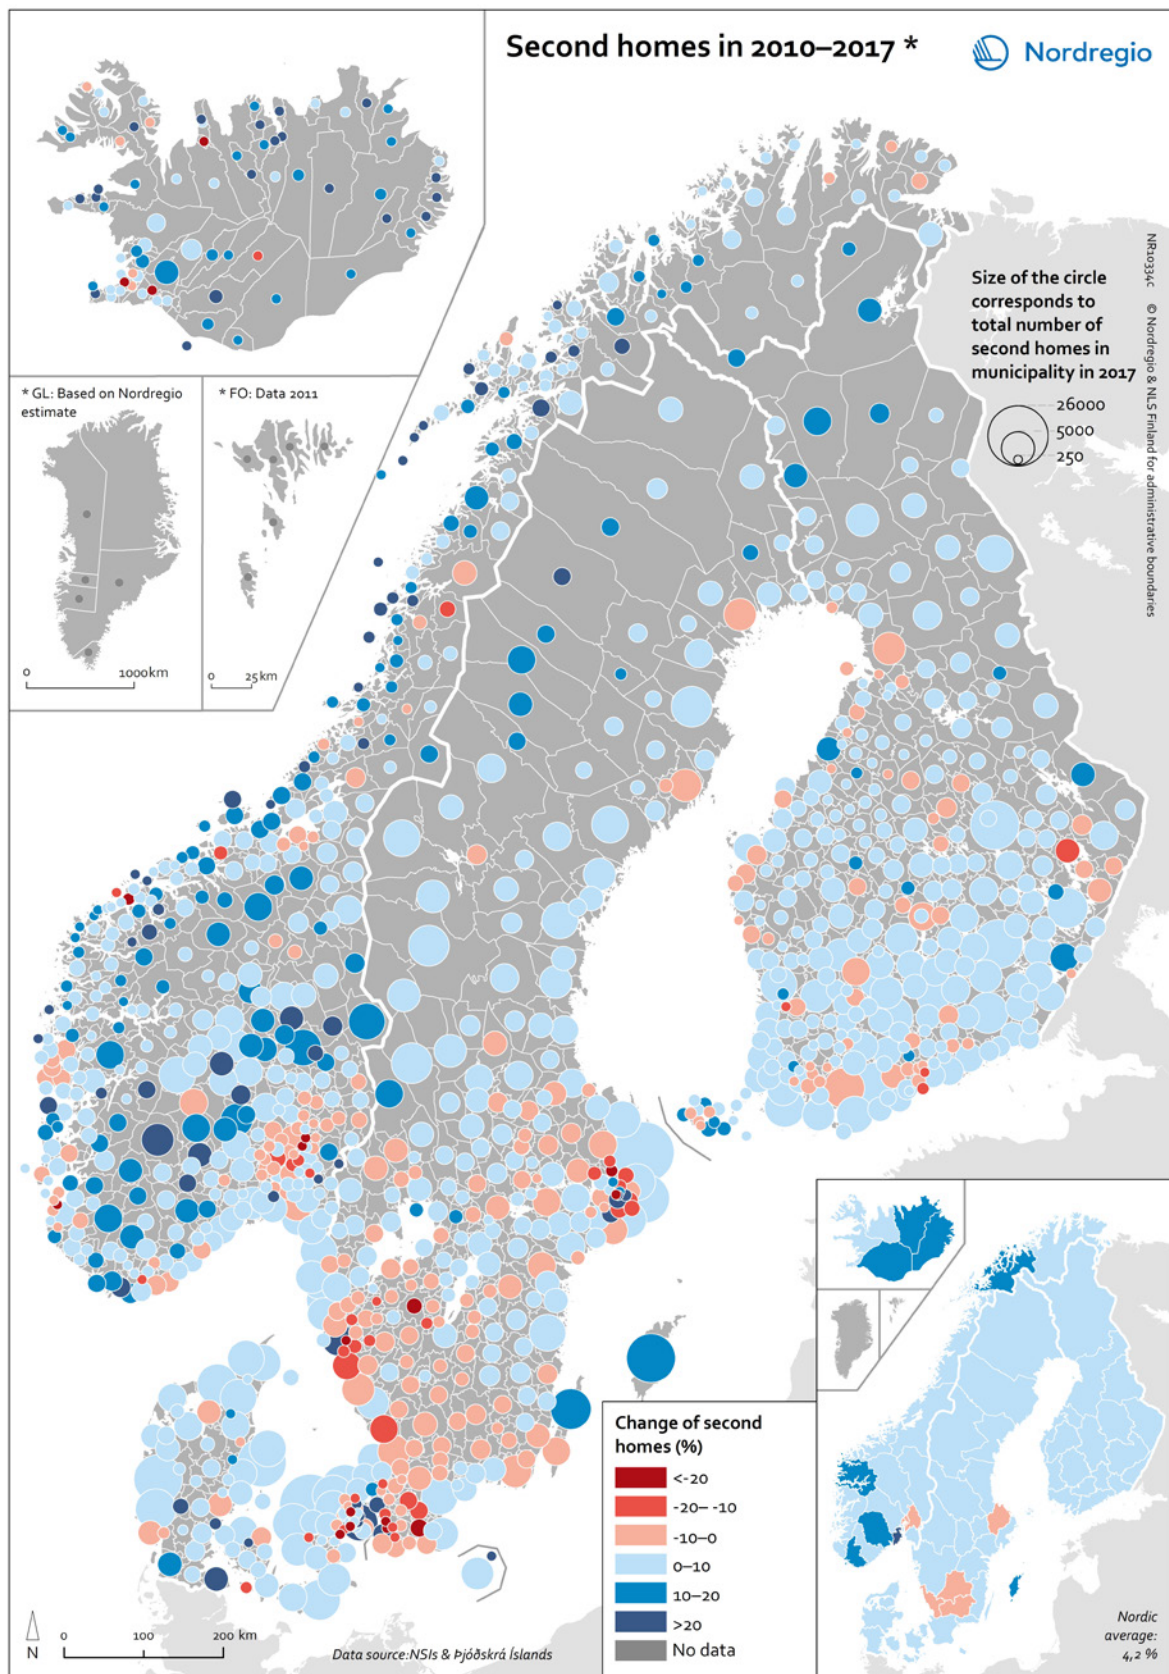 Second homes in 2010–2017 *
Nordregio
* GL: Based on Nordregio
estimate
* FO: Data 2011
0
1000km
0
25 km
Size of the circle
corresponds to
total number of
second homes in
municipality in 2017
26000
5000
250
NR10334c © Nordregio & NLS Finland for administrative boundaries
Change of second
homes (%)
<-20
-20– -10
-10–0
0–10
10–20
>20
No data
N
0
100
200 km
Data source:NSIs & Þjóðskrá Íslands
Nordic
average:
4,2 %